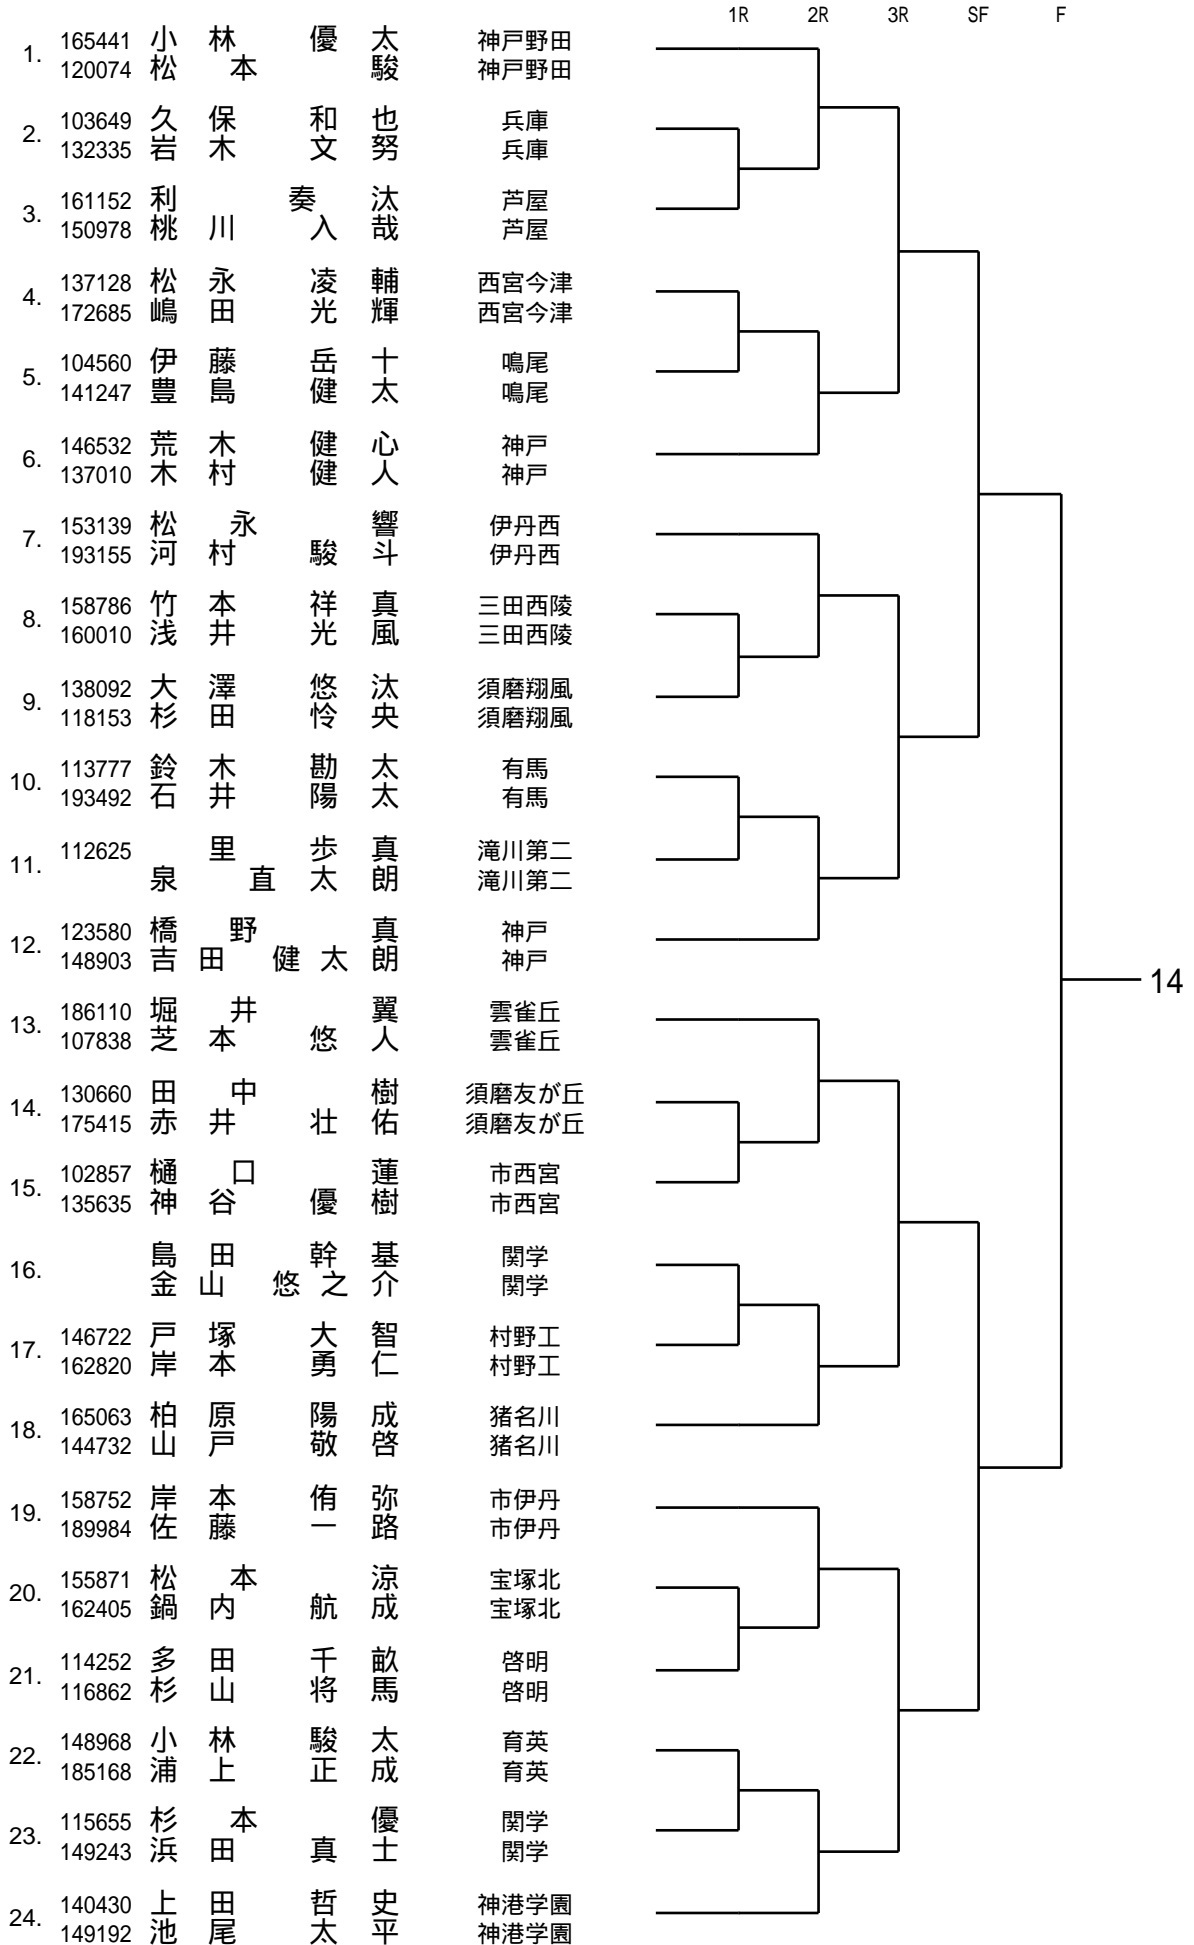 1R 2R 3R SF F
1. 165441 小林 優太 神戸野田
120074 松本 駿 神戸野田
2. 103649 久保 和也 兵庫
132335 岩木 文努 兵庫
3. 161152 利 奏汰 芦屋
150978 桃川 入哉 芦屋
4. 137128 松永 凌輔 西宮今津
172685 嶋田 光輝 西宮今津
5. 104560 伊藤 岳十 鳴尾
141247 豊島 健太 鳴尾
6. 146532 荒木 健心 神戸
137010 木村 健人 神戸
7. 153139 松永 響 伊丹西
193155 河村 駿斗 伊丹西
8. 158786 竹本 祥真 三田西陵
160010 浅井 光風 三田西陵
9. 138092 大澤 悠汰 須磨翔風
118153 杉田 怜央 須磨翔風
10. 113777 鈴木 勘太 有馬
193492 石井 陽太 有馬
11. 112625 里 歩真 滝川第二
泉 直太朗 滝川第二
12. 123580 橋野 真 神戸
148903 吉田 健太朗 神戸
13. 186110 堀井 翼 雲雀丘
107838 芝本 悠人 雲雀丘
14. 130660 田中 樹 須磨友が丘
175415 赤井 壮佑 須磨友が丘
15. 102857 樋口 蓮 市西宮
135635 神谷 優樹 市西宮
16. 島田 幹基 関学
金山 悠之介 関学
17. 146722 戸塚 大智 村野工
162820 岸本 勇仁 村野工
18. 165063 柏原 陽成 猪名川
144732 山戸 敬啓 猪名川
19. 158752 岸本 侑弥 市伊丹
189984 佐藤 一路 市伊丹
20. 155871 松本 涼 宝塚北
162405 鍋内 航成 宝塚北
21. 114252 多田 千畝 啓明
116862 杉山 将馬 啓明
22. 148968 小林 駿太 育英
185168 浦上 正成 育英
23. 115655 杉本 優 関学
149243 浜田 真士 関学
24. 140430 上田 哲史 神港学園
149192 池尾 太平 神港学園
14